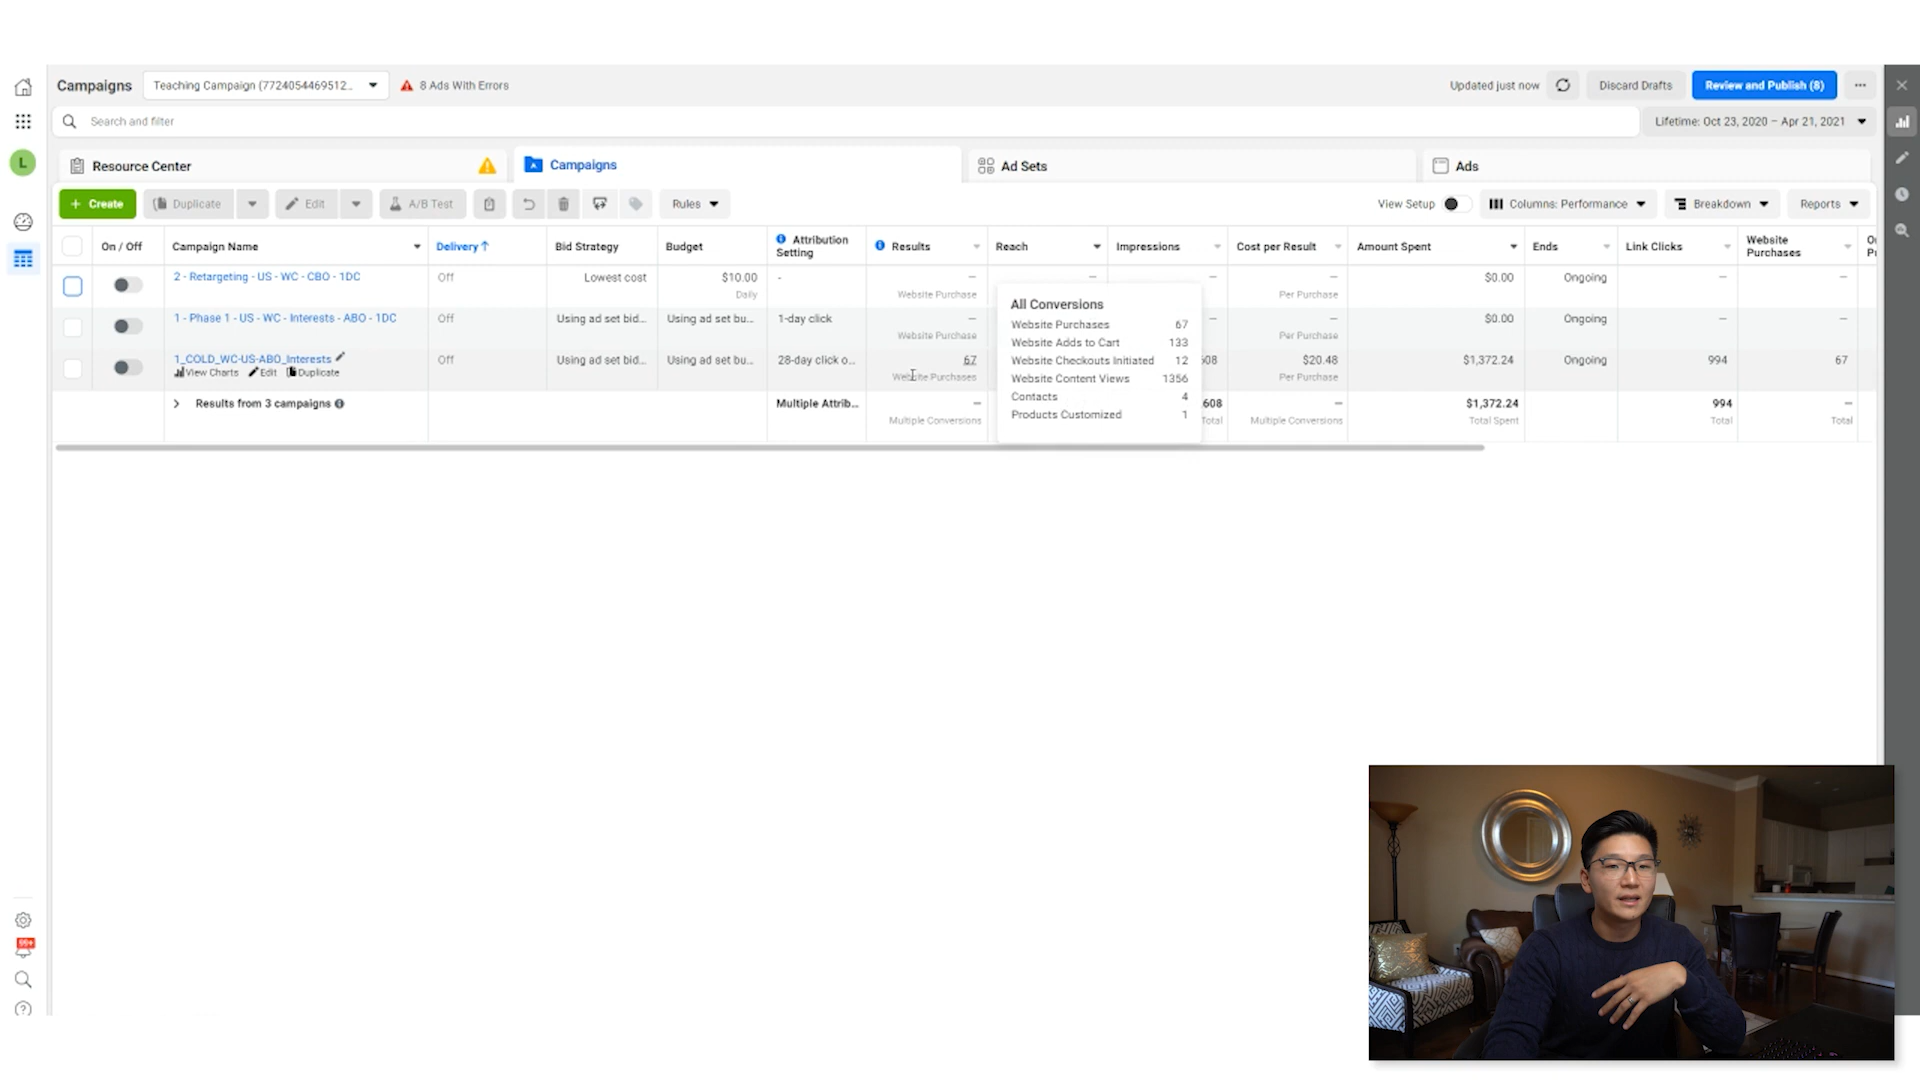 Campaigns
Teaching Campaign (7724054469512...
8 Ads With Errors
Updated just now
Discard Drafts
Review and Publish (8)
Search and filter
Lifetime: Oct 23, 2020 – Apr 21, 2021
L
Resource Center
Campaigns
Ad Sets
Ads
+ Create
Duplicate
Edit
A/B Test
Rules
View Setup
Columns: Performance
Breakdown
Reports
On / Off
Campaign Name
Delivery ↑
Bid Strategy
Budget
Attribution Setting
Results
Reach
Impressions
Cost per Result
Amount Spent
Ends
Link Clicks
Website Purchases
2 - Retargeting - US - WC - CBO - 1DC
Off
Lowest cost
$10.00
Daily
-
—
Website Purchase
—
—
—
Per Purchase
$0.00
Ongoing
—
—
1 - Phase 1 - US - WC - Interests - ABO - 1DC
Off
Using ad set bid...
Using ad set bu...
1-day click
—
Website Purchase
—
—
Per Purchase
$0.00
Ongoing
—
—
1_COLD_WC-US-ABO_Interests
View Charts Edit Duplicate
Off
Using ad set bid...
Using ad set bu...
28-day click o...
67
Website Purchases
608
$20.48
Per Purchase
$1,372.24
Ongoing
994
67
Results from 3 campaigns
Multiple Attrib...
—
Multiple Conversions
608
Total
—
Multiple Conversions
$1,372.24
Total Spent
994
Total
—
Total
All Conversions
Website Purchases 67
Website Adds to Cart 133
Website Checkouts Initiated 12
Website Content Views 1356
Contacts 4
Products Customized 1
99+